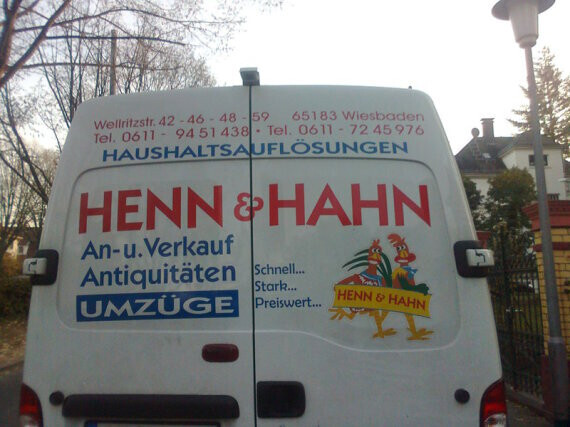 Wellritzstr. 42 - 46 - 48 - 59 65183 Wiesbaden
Tel. 0611 - 94 51 438 • Tel. 0611 - 72 45 976
HAUSHALTSAUFLÖSUNGEN
HENN & HAHN
An- u. Verkauf
Antiquitäten
UMZÜGE
Schnell...
Stark...
Preiswert...
HENN & HAHN